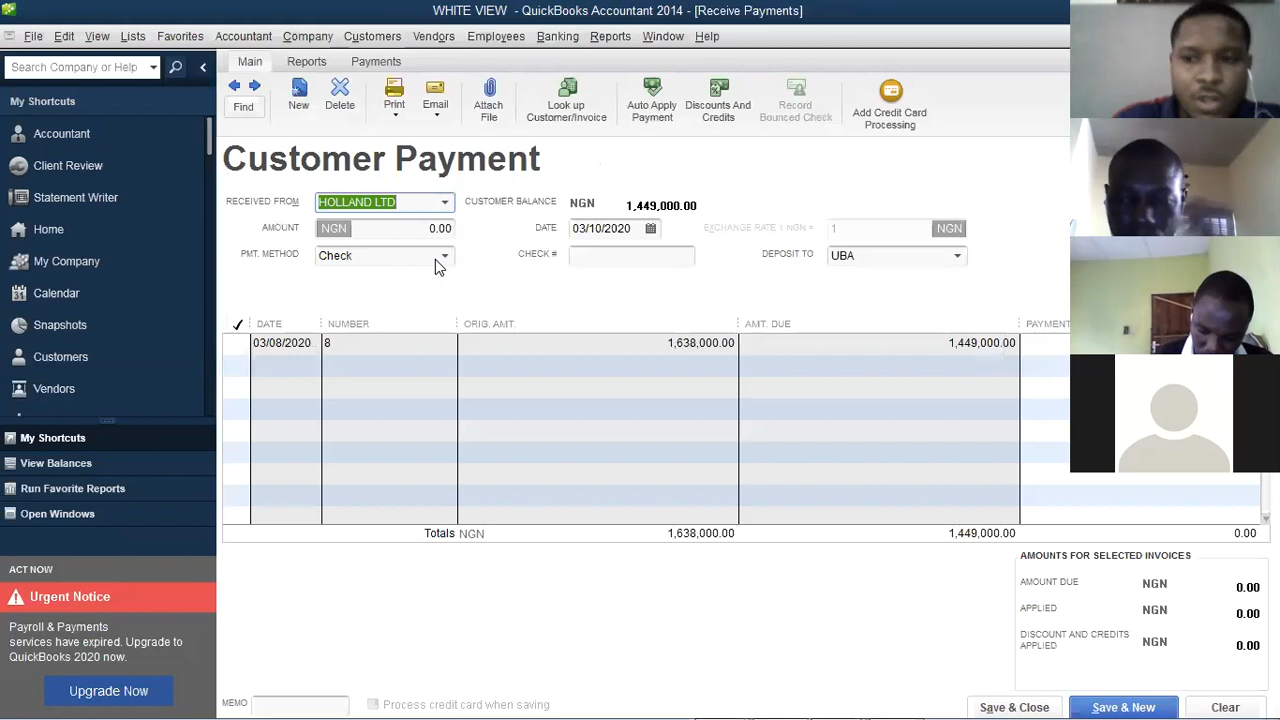 WHITE VIEW - QuickBooks Accountant 2014 - [Receive Payments]
File Edit View Lists Favorites Accountant Company Customers Vendors Employees Banking Reports Window Help
Search Company or Help
My Shortcuts
Accountant
Client Review
Statement Writer
Home
My Company
Calendar
Snapshots
Customers
Vendors
My Shortcuts
View Balances
Run Favorite Reports
Open Windows
ACT NOW
Urgent Notice
Payroll & Payments
services have expired. Upgrade to
QuickBooks 2020 now.
Upgrade Now
Main Reports Payments
Find
New
Delete
Print
Email
Attach
File
Look up
Customer/Invoice
Auto Apply
Payment
Discounts And
Credits
Record
Bounced Check
Add Credit Card
Processing
Customer Payment
RECEIVED FROM HOLLAND LTD CUSTOMER BALANCE NGN 1,449,000.00
AMOUNT NGN 0.00 DATE 03/10/2020 EXCHANGE RATE 1 NGN = 1 NGN
PMT. METHOD Check CHECK # DEPOSIT TO UBA
DATE NUMBER ORIG. AMT. AMT. DUE PAYMENT
03/08/2020 8 1,638,000.00 1,449,000.00
Totals NGN 1,638,000.00 1,449,000.00 0.00
AMOUNTS FOR SELECTED INVOICES
AMOUNT DUE NGN 0.00
APPLIED NGN 0.00
DISCOUNT AND CREDITS
APPLIED NGN 0.00
MEMO Process credit card when saving
Save & Close Save & New Clear